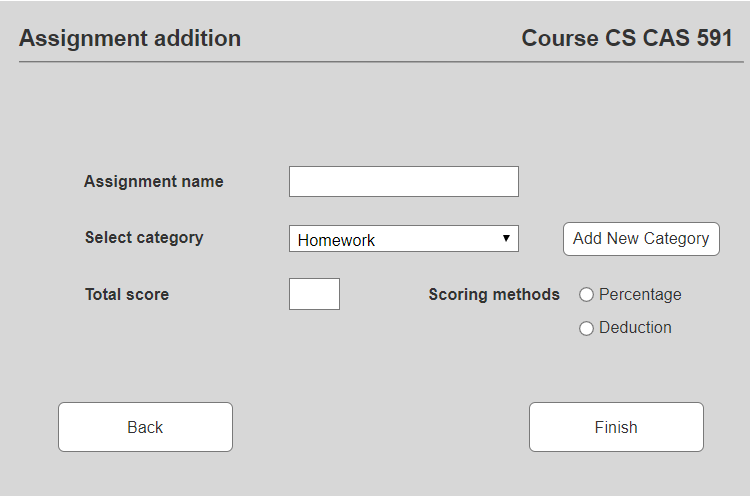 Assignment addition Course CS CAS 591
Assignment name
Select category Homework Add New Category
Total score Scoring methods Percentage
Deduction
Back Finish